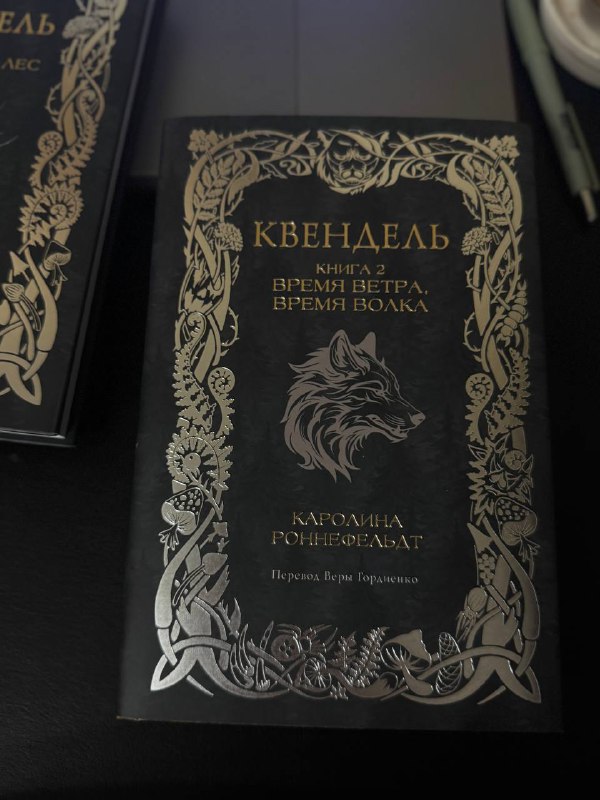 ЕЛЬ
ЛЕС
КВЕНДЕЛЬ
КНИГА 2
ВРЕМЯ ВЕТРА,
ВРЕМЯ ВОЛКА
КАРОЛИНА
РОННЕФЕЛЬДТ
Перевод Веры Гордиенко